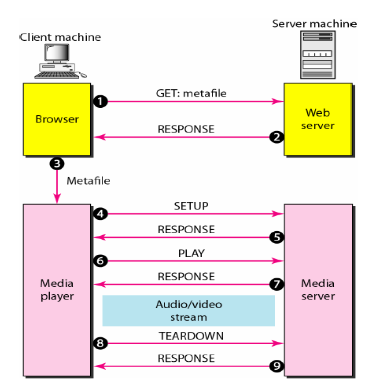 Server machine
Client machine
1
GET: metafile
Browser
Web
server
RESPONSE
2
3
Metafile
4
SETUP
RESPONSE
5
6
PLAY
RESPONSE
7
Media
player
Media
server
Audio/video
stream
8
TEARDOWN
RESPONSE
9